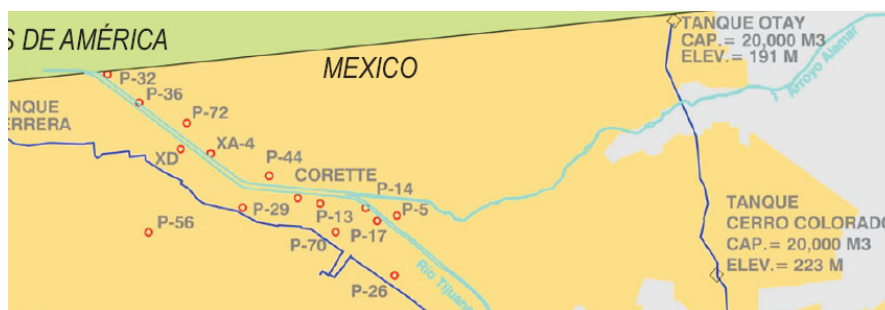 S DE AMÉRICA
MEXICO
TANQUE OTAY
CAP.= 20,000 M3
ELEV.= 191 M
Arroyo Alamar
P-32
P-36
ANQUE
ERRERA
P-72
XD
XA-4
P-44
CORETTE
P-14
P-29
P-13
P-5
P-56
P-70
P-17
Río Tijuana
P-26
TANQUE
CERRO COLORADO
CAP. = 20,000 M3
ELEV.= 223 M